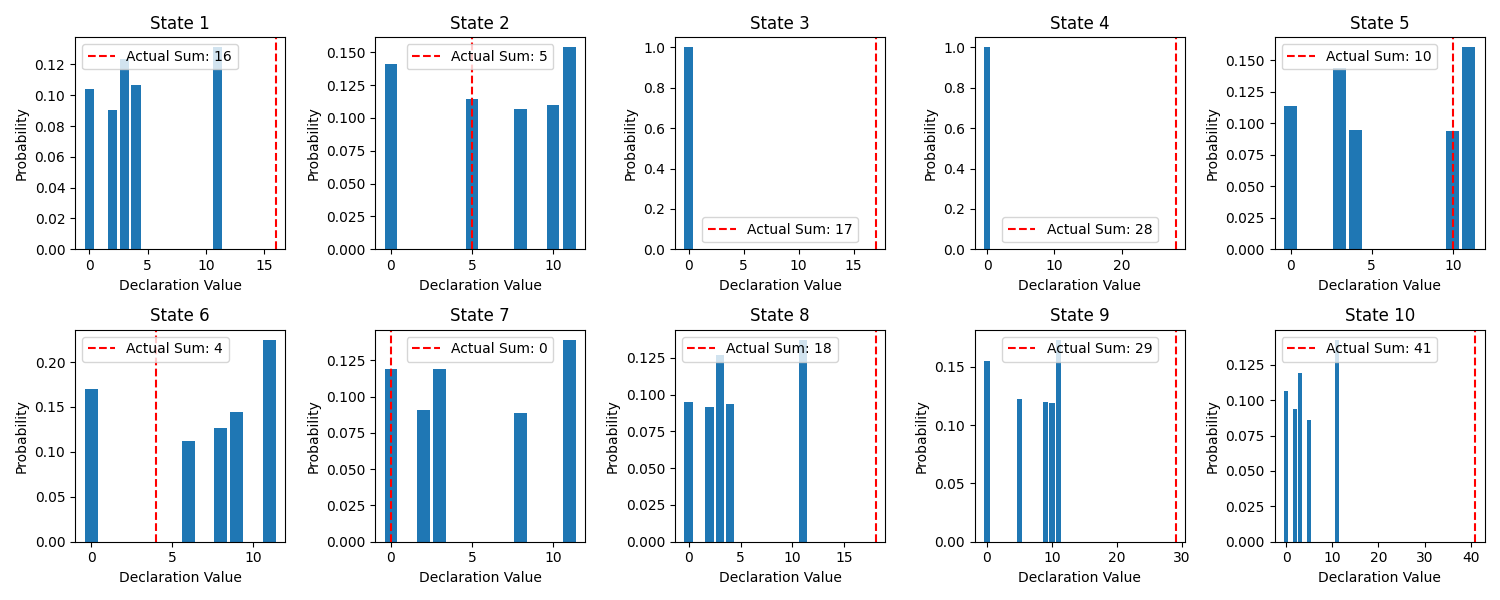 State 1
Actual Sum: 16
Probability
0.12
0.10
0.08
0.06
0.04
0.02
0.00
0 5 10 15
Declaration Value
State 2
Actual Sum: 5
Probability
0.150
0.125
0.100
0.075
0.050
0.025
0.000
0 5 10
Declaration Value
State 3
Actual Sum: 17
Probability
1.0
0.8
0.6
0.4
0.2
0.0
0 5 10 15
Declaration Value
State 4
Actual Sum: 28
Probability
1.0
0.8
0.6
0.4
0.2
0.0
0 10 20
Declaration Value
State 5
Actual Sum: 10
Probability
0.150
0.125
0.100
0.075
0.050
0.025
0.000
0 5 10
Declaration Value
State 6
Actual Sum: 4
Probability
0.20
0.15
0.10
0.05
0.00
0 5 10
Declaration Value
State 7
Actual Sum: 0
Probability
0.125
0.100
0.075
0.050
0.025
0.000
0 5 10
Declaration Value
State 8
Actual Sum: 18
Probability
0.125
0.100
0.075
0.050
0.025
0.000
0 5 10 15
Declaration Value
State 9
Actual Sum: 29
Probability
0.15
0.10
0.05
0.00
0 10 20 30
Declaration Value
State 10
Actual Sum: 41
Probability
0.125
0.100
0.075
0.050
0.025
0.000
0 10 20 30 40
Declaration Value